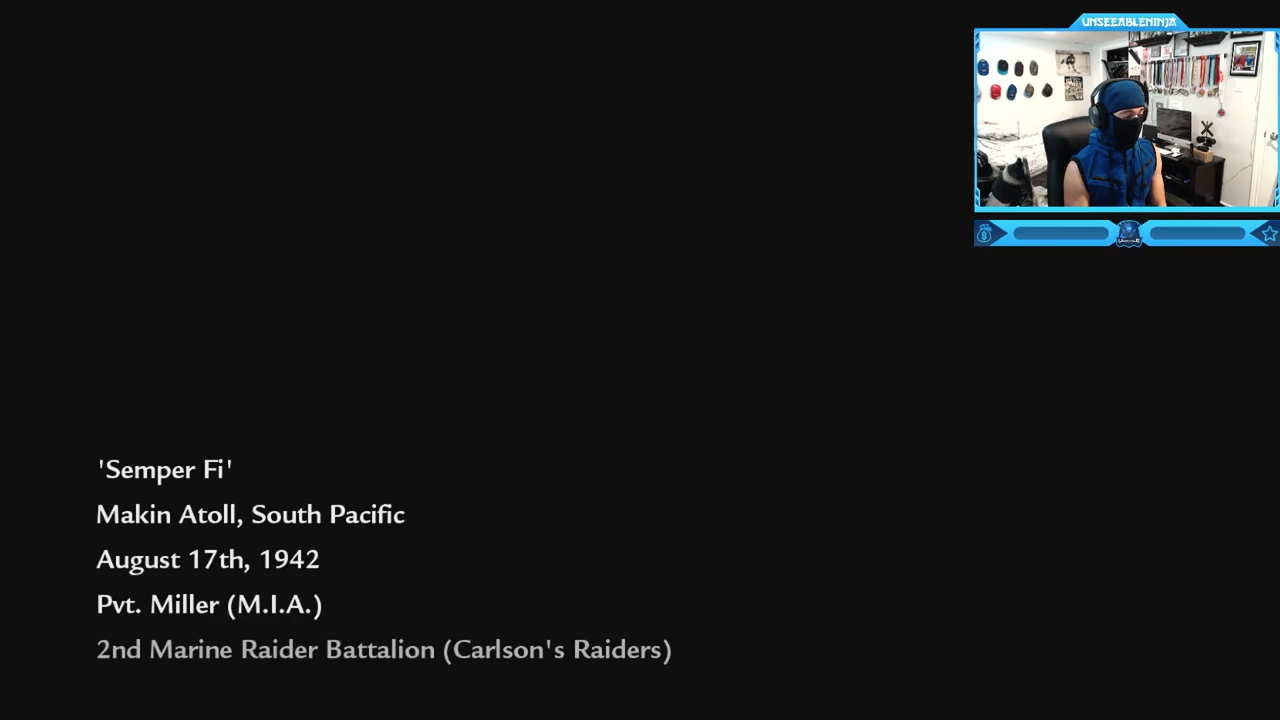 UNSEEABLENINJA
'Semper Fi'
Makin Atoll, South Pacific
August 17th, 1942
Pvt. Miller (M.I.A.)
2nd Marine Raider Battalion (Carlson's Raiders)